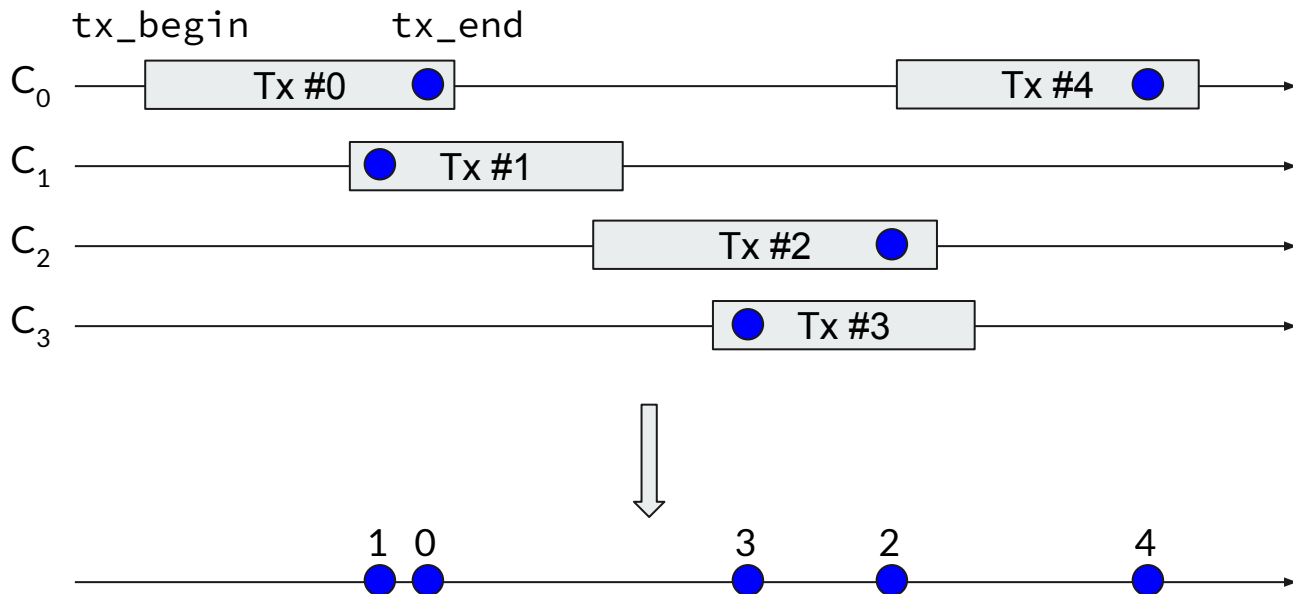 tx_begin tx_end
C0 Tx #0 Tx #4
C1 Tx #1
C2 Tx #2
C3 Tx #3
1 0 3 2 4